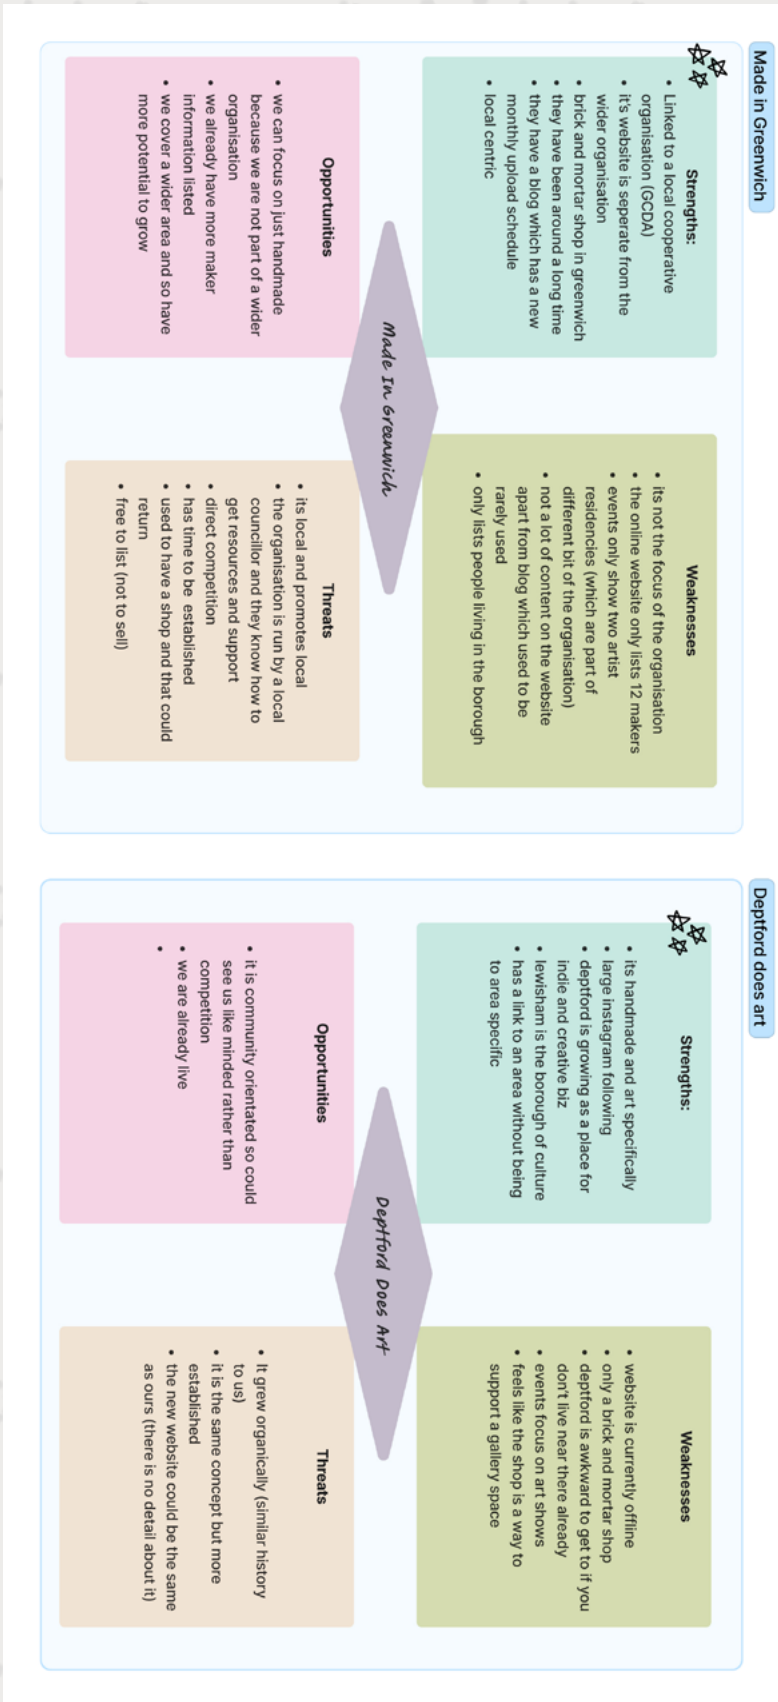 Made in Greenwich
Strengths:
• Linked to a local cooperative
organisation (GCDA)
• it's website is seperate from the
wider organisation
• brick and mortar shop in greenwich
• they have been around a long time
• they have a blog which has a new
monthly upload schedule
• local centric
Weaknesses
• its not the focus of the organisation
• the online website only lists 12 makers
• events only show two artist
residencies (which are part of
different bit of the organisation)
• not a lot of content on the website
apart from blog which used to be
rarely used
• only lists people living in the borough
Made In Greenwich
Opportunities
• we can focus on just handmade
because we are not part of a wider
organisation
• we already have more maker
information listed
• we cover a wider area and so have
more potential to grow
Threats
• its local and promotes local
• the organisation is run by a local
councillor and they know how to
get resources and support
• direct competition
• has time to be established
• used to have a shop and that could
return
• free to list (not to sell)
Deptford does art
Strengths:
• its handmade and art specifically
• large instagram following
• deptford is growing as a place for
indie and creative biz
• lewisham is the borough of culture
• has a link to an area without being
to area specific
Weaknesses
• website is currently offline
• only a brick and mortar shop
• deptford is awkward to get to if you
don't live near there already
• events focus on art shows
• feels like the shop is a way to
support a gallery space
Deptford Does Art
Opportunities
• it is community orientated so could
see us like minded rather than
competition
• we are already live
•
Threats
• It grew organically (similar history
to us)
• it is the same concept but more
established
• the new website could be the same
as ours (there is no detail about it)